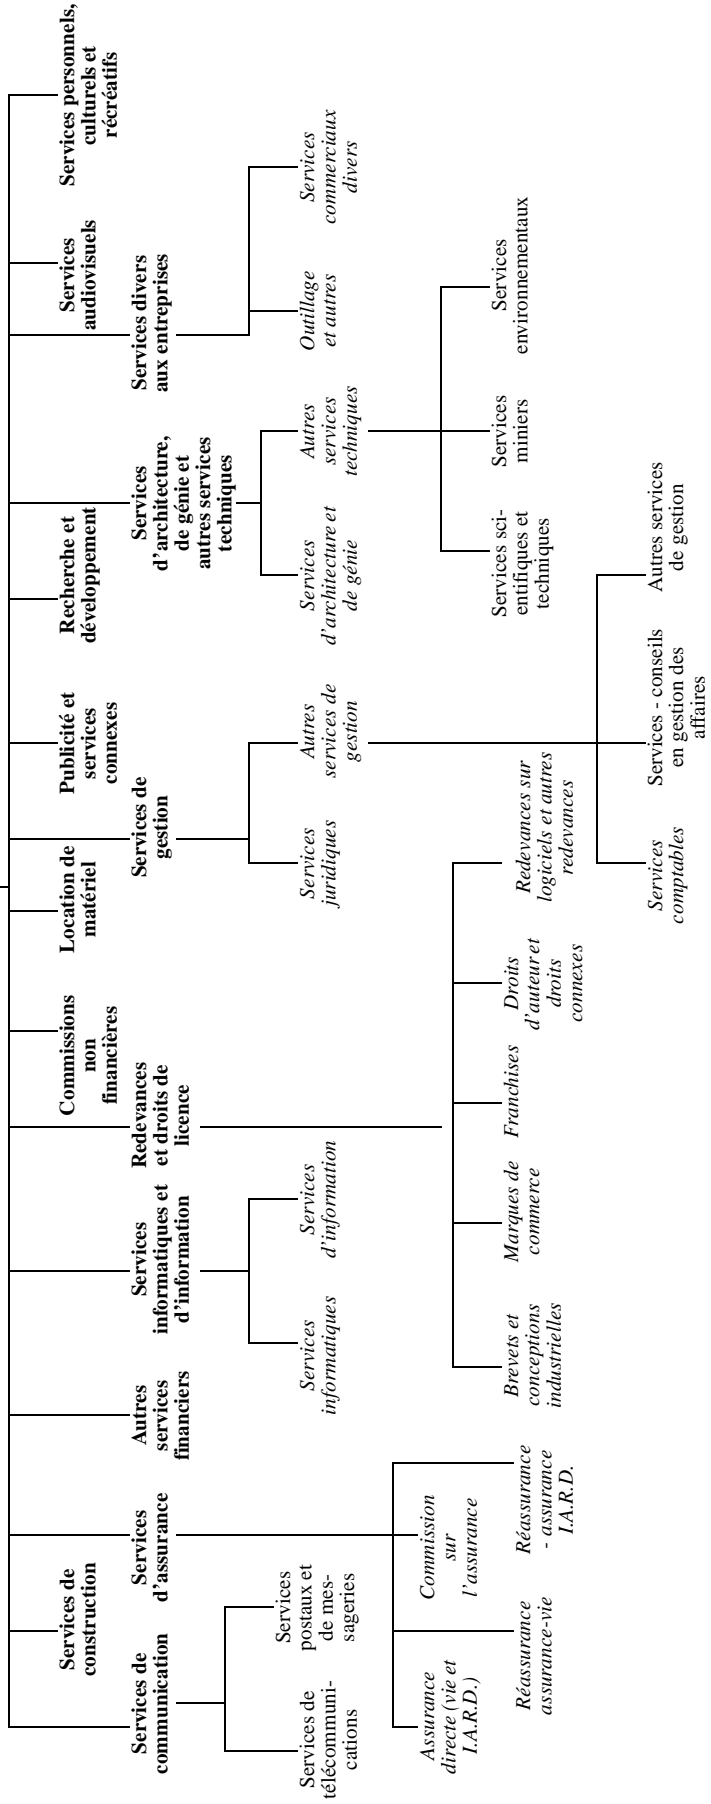 Services de
communication
Services de
construction
Services
d'assurance
Autres
services
financiers
Services
informatiques et
d'information
Redevances
et droits de
licence
Commissions
non
financières
Location de
matériel
Services de
gestion
Publicité et
services
connexes
Recherche et
développement
Services
d'architecture,
de génie et
autres services
techniques
Services divers
aux entreprises
Services
audiovisuels
Services personnels,
culturels et
récréatifs
Services de
télécommuni-
cations
Services
postaux et
de mes-
sageries
Services
informatiques
Services
d'information
Services
juridiques
Autres
services de
gestion
Services
d'architecture et
de génie
Autres
services
techniques
Outillage
et autres
Services
commerciaux
divers
Assurance
directe (vie et
I.A.R.D.)
Commission
sur
l'assurance
Réassurance
assurance-vie
Réassurance
- assurance
I.A.R.D.
Brevets et
conceptions
industrielles
Marques de
commerce
Franchises
Droits
d'auteur et
droits
connexes
Redevances sur
logiciels et autres
redevances
Services sci-
entifiques et
techniques
Services
miniers
Services
environnementaux
Services
comptables
Services - conseils
en gestion des
affaires
Autres services
de gestion